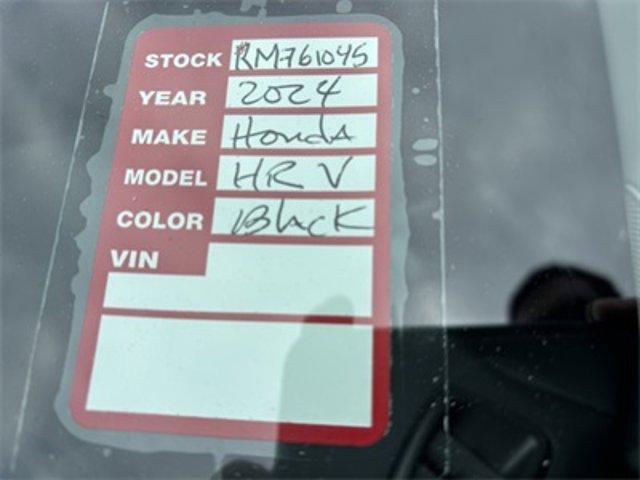 STOCK RM761045
YEAR 2024
MAKE Honda
MODEL HR V
COLOR Black
VIN